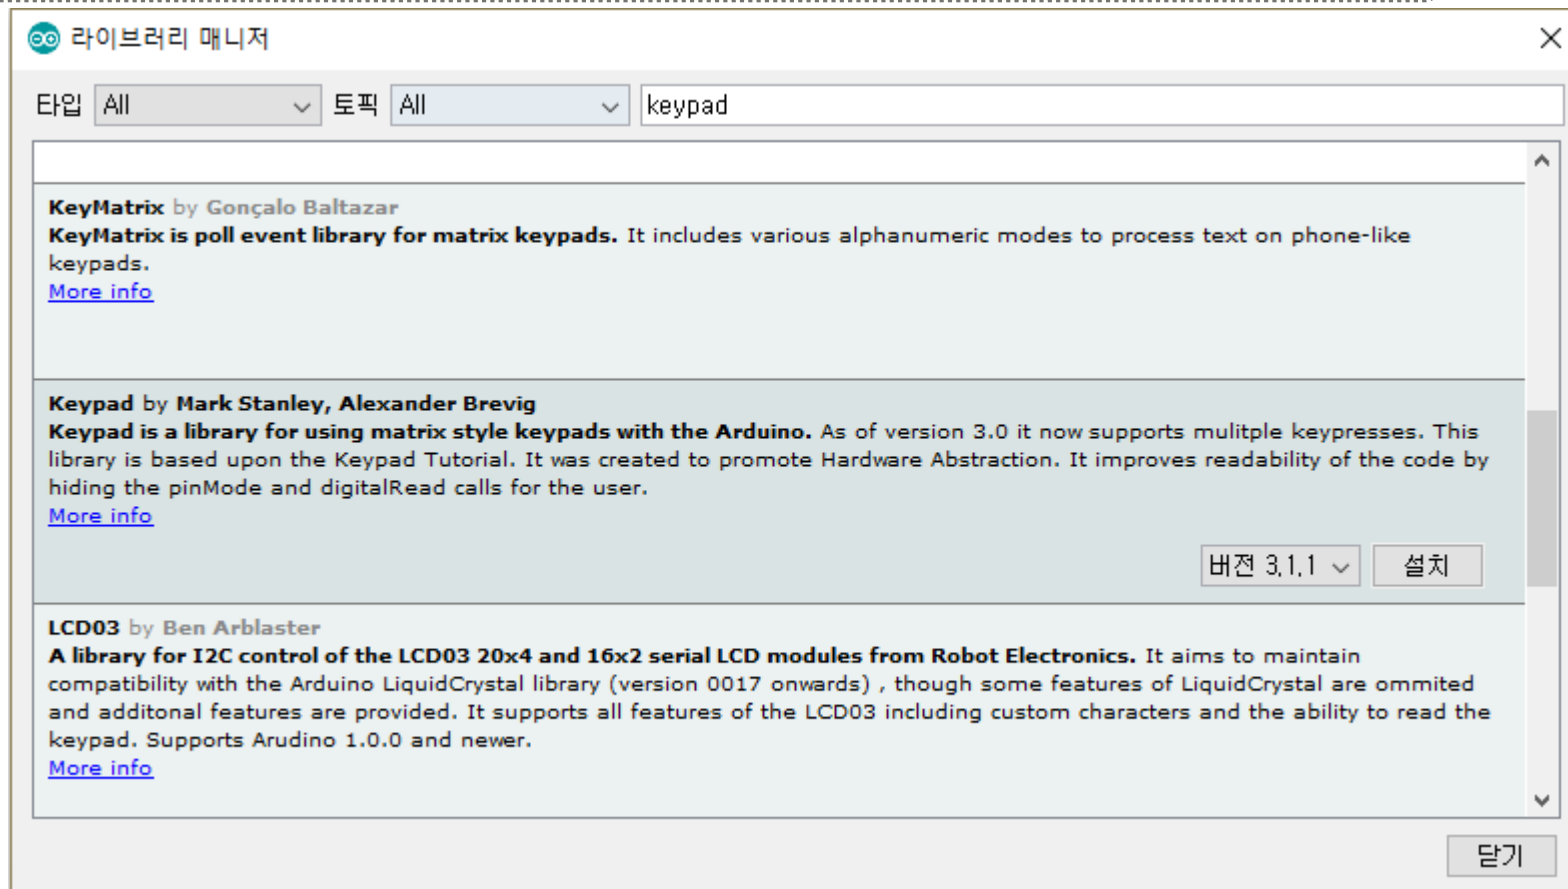 라이브러리 매니저
타입 All 토픽 All keypad
KeyMatrix by Gonçalo Baltazar
KeyMatrix is poll event library for matrix keypads. It includes various alphanumeric modes to process text on phone-like
keypads.
More info
Keypad by Mark Stanley, Alexander Brevig
Keypad is a library for using matrix style keypads with the Arduino. As of version 3.0 it now supports mulitple keypresses. This
library is based upon the Keypad Tutorial. It was created to promote Hardware Abstraction. It improves readability of the code by
hiding the pinMode and digitalRead calls for the user.
More info
버전 3.1.1 설치
LCD03 by Ben Arblaster
A library for I2C control of the LCD03 20x4 and 16x2 serial LCD modules from Robot Electronics. It aims to maintain
compatibility with the Arduino LiquidCrystal library (version 0017 onwards) , though some features of LiquidCrystal are ommited
and additonal features are provided. It supports all features of the LCD03 including custom characters and the ability to read the
keypad. Supports Arudino 1.0.0 and newer.
More info
닫기